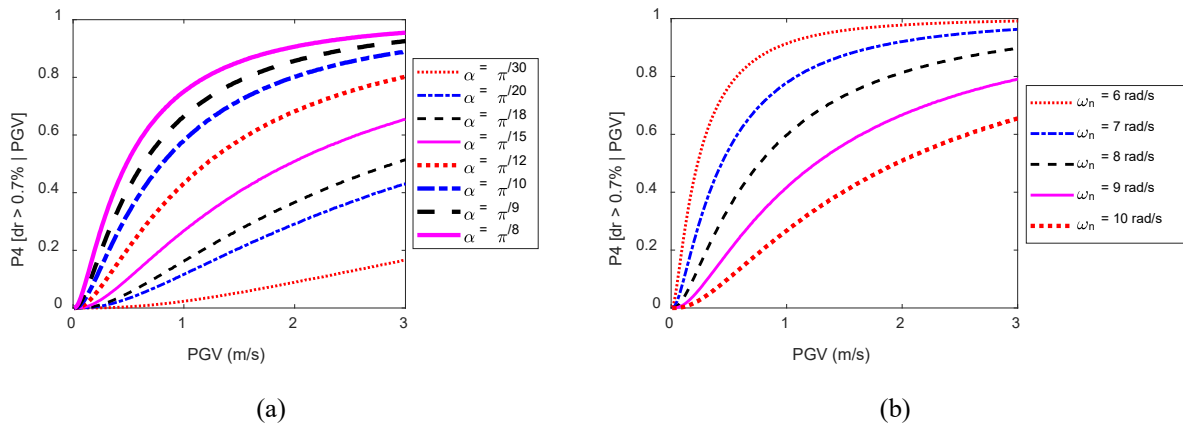 P4 [dr > 0.7% | PGV]
1
0.8
0.6
0.4
0.2
0
0
1
2
3
PGV (m/s)
α = π/30
α = π/20
α = π/18
α = π/15
α = π/12
α = π/10
α = π/9
α = π/8
(a)
P4 [dr > 0.7% | PGV]
1
0.8
0.6
0.4
0.2
0
0
1
2
3
PGV (m/s)
ωn = 6 rad/s
ωn = 7 rad/s
ωn = 8 rad/s
ωn = 9 rad/s
ωn = 10 rad/s
(b)